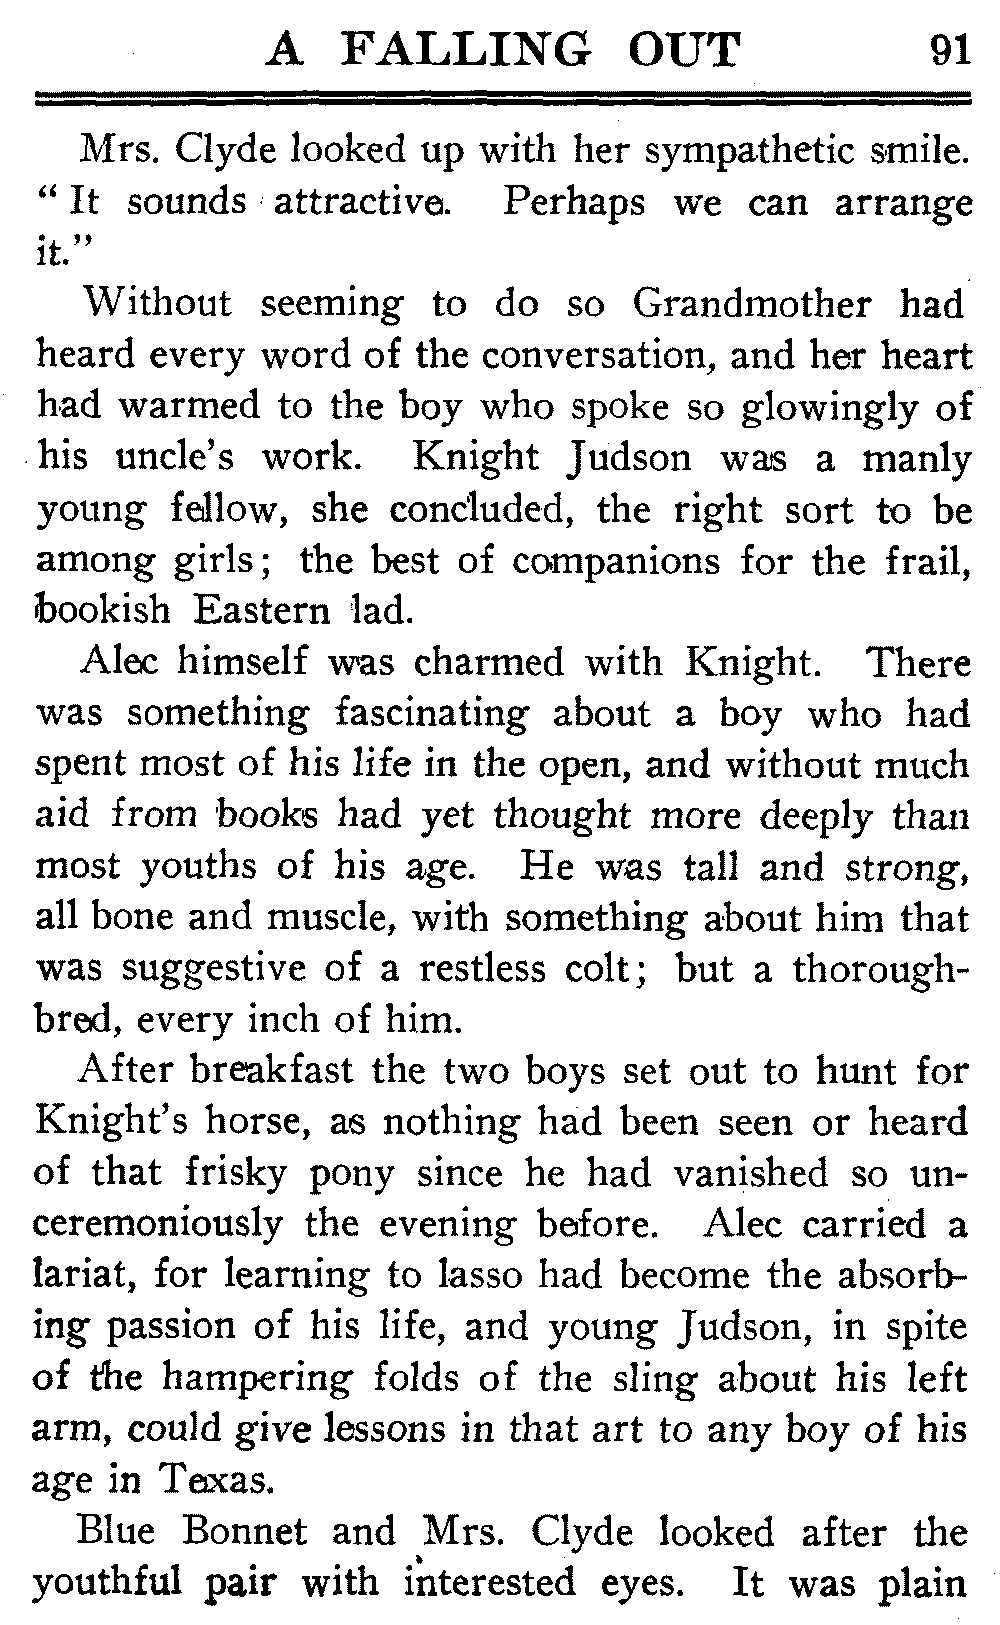 A FALLING OUT 91
Mrs. Clyde looked up with her sympathetic smile.
“ It sounds attractive. Perhaps we can arrange
it.”
Without seeming to do so Grandmother had
heard every word of the conversation, and her heart
had warmed to the boy who spoke so glowingly of
his uncle’s work. Knight Judson was a manly
young fellow, she concluded, the right sort to be
among girls; the best of companions for the frail,
bookish Eastern lad.
Alec himself was charmed with Knight. There
was something fascinating about a boy who had
spent most of his life in the open, and without much
aid from books had yet thought more deeply than
most youths of his age. He was tall and strong,
all bone and muscle, with something about him that
was suggestive of a restless colt; but a thorough-
bred, every inch of him.
After breakfast the two boys set out to hunt for
Knight’s horse, as nothing had been seen or heard
of that frisky pony since he had vanished so un-
ceremoniously the evening before. Alec carried a
lariat, for learning to lasso had become the absorb-
ing passion of his life, and young Judson, in spite
of the hampering folds of the sling about his left
arm, could give lessons in that art to any boy of his
age in Texas.
Blue Bonnet and Mrs. Clyde looked after the
youthful pair with interested eyes. It was plain